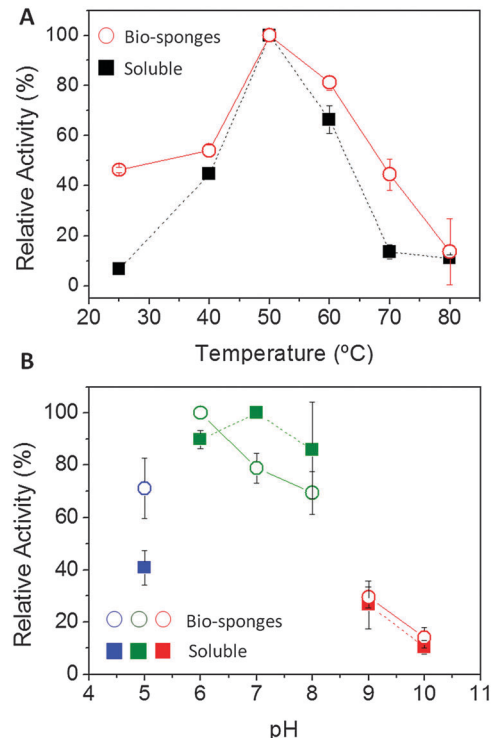 A
Bio-sponges
Soluble
Relative Activity (%)
100
80
60
40
20
0
20 30 40 50 60 70 80
Temperature (ºC)
B
Relative Activity (%)
100
80
60
40
20
0
Bio-sponges
Soluble
4 5 6 7 8 9 10 11
pH